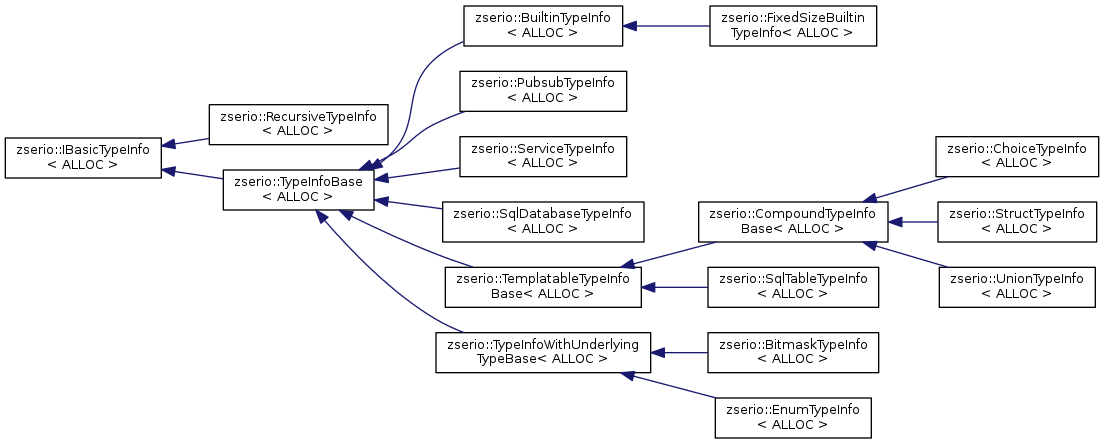 zserio::BuiltinTypeInfo
< ALLOC >
zserio::FixedSizeBuiltin
TypeInfo< ALLOC >
zserio::PubsubTypeInfo
< ALLOC >
zserio::RecursiveTypeInfo
< ALLOC >
zserio::IBasicTypeInfo
< ALLOC >
zserio::ServiceTypeInfo
< ALLOC >
zserio::ChoiceTypeInfo
< ALLOC >
zserio::TypeInfoBase
< ALLOC >
zserio::SqlDatabaseTypeInfo
< ALLOC >
zserio::CompoundTypeInfo
Base< ALLOC >
zserio::StructTypeInfo
< ALLOC >
zserio::TemplatableTypeInfo
Base< ALLOC >
zserio::SqlTableTypeInfo
< ALLOC >
zserio::UnionTypeInfo
< ALLOC >
zserio::TypeInfoWithUnderlying
TypeBase< ALLOC >
zserio::BitmaskTypeInfo
< ALLOC >
zserio::EnumTypeInfo
< ALLOC >